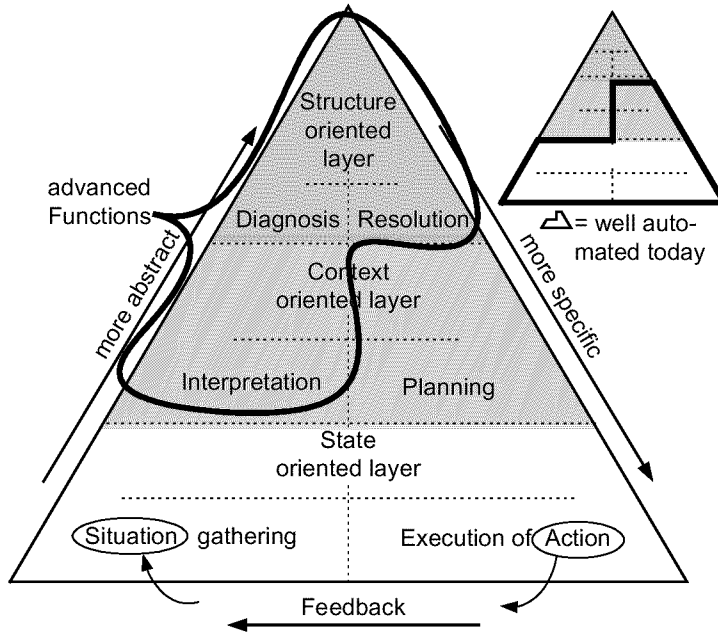 Structure
oriented
layer
advanced
Functions
Diagnosis
Resolution
= well auto-
mated today
more abstract
more specific
Context
oriented layer
Interpretation
Planning
State
oriented layer
Situation gathering
Execution of Action
Feedback